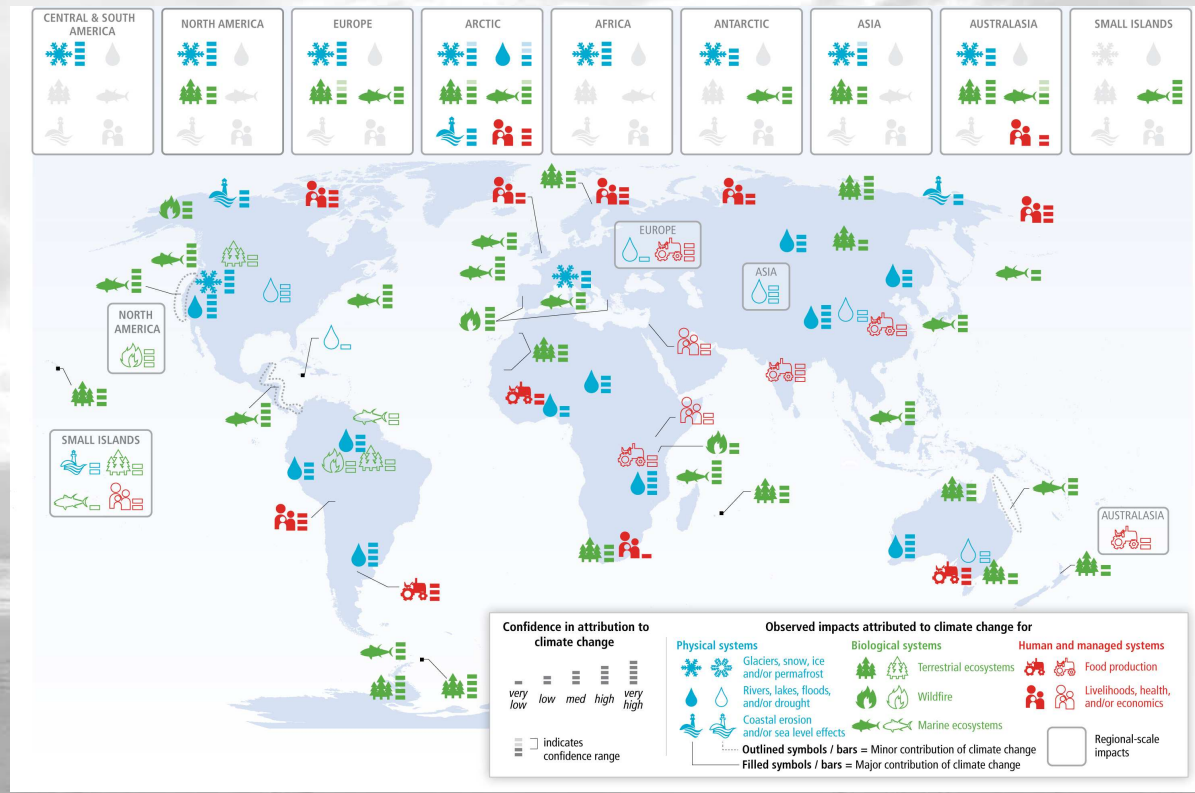 CENTRAL & SOUTH
AMERICA
NORTH AMERICA
EUROPE
ARCTIC
AFRICA
ANTARCTIC
ASIA
AUSTRALASIA
SMALL ISLANDS
EUROPE
ASIA
NORTH
AMERICA
SMALL ISLANDS
AUSTRALASIA
Confidence in attribution to
climate change
very
low
low
med
high
very
high
indicates
confidence range
Observed impacts attributed to climate change for
Physical systems
Glaciers, snow, ice
and/or permafrost
Rivers, lakes, floods,
and/or drought
Coastal erosion
and/or sea level effects
Biological systems
Terrestrial ecosystems
Wildfire
Marine ecosystems
Human and managed systems
Food production
Livelihoods, health,
and/or economics
Outlined symbols / bars = Minor contribution of climate change
Filled symbols / bars = Major contribution of climate change
Regional-scale
impacts